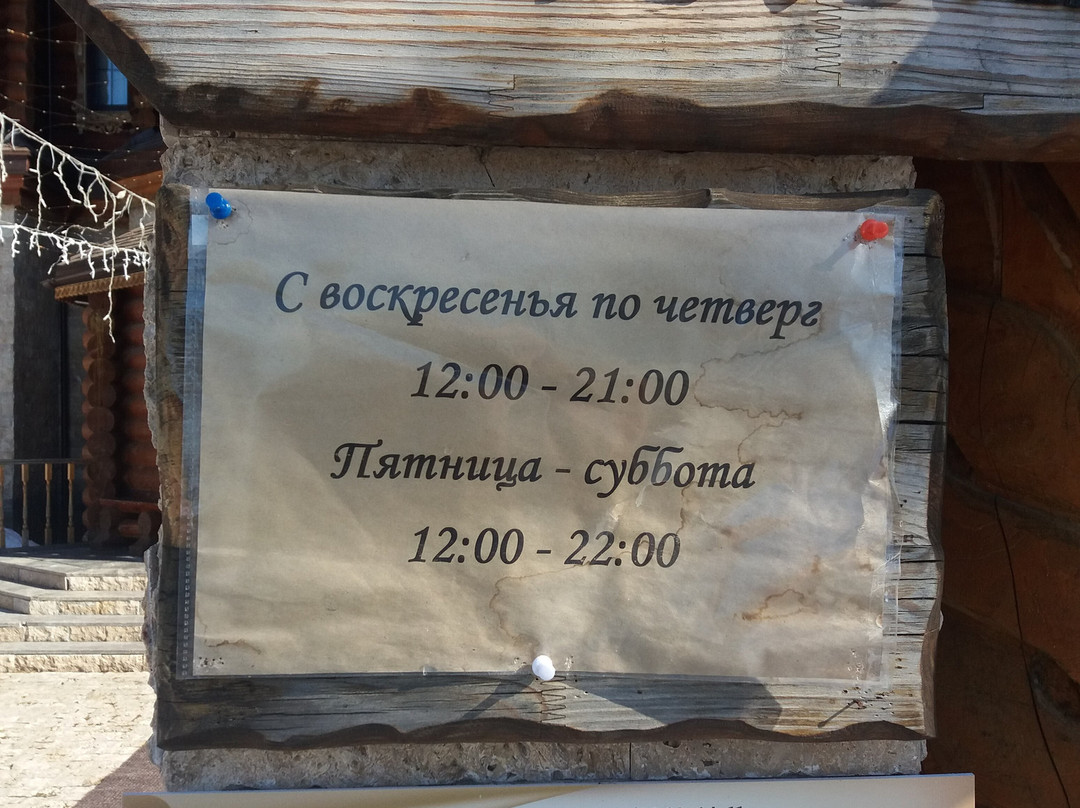 С воскресенья по четверг
12:00 - 21:00
Пятница - суббота
12:00 - 22:00